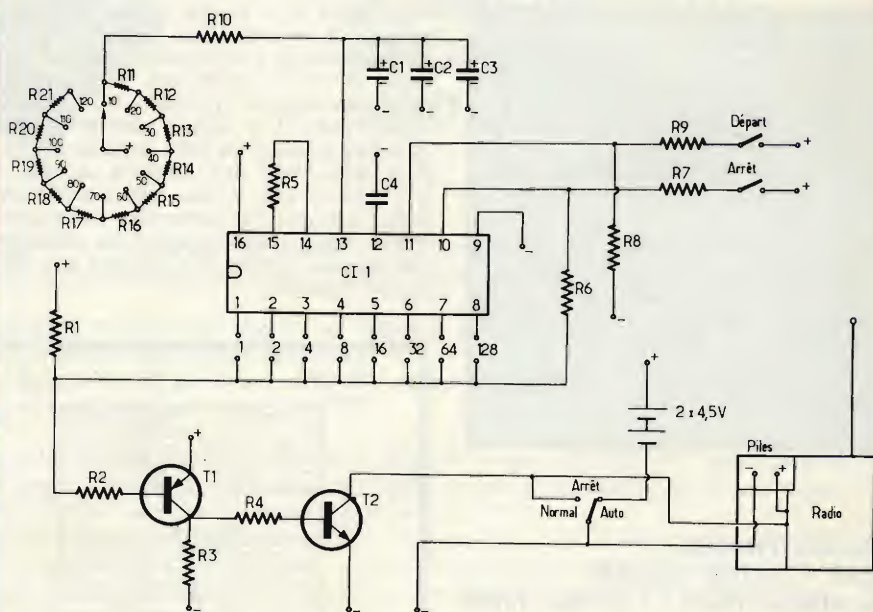 R10
R11
R12
R13
R14
R15
R16
R17
R18
R19
R20
R21
10
20
30
40
50
60
70
80
90
100
110
120
+
C1
C2
C3
+ + +
- - -
- - -
R9
Départ
+
R7
Arrêt
+
+
R5
-
C4
-
R8
-
R6
16 15 14 13 12 11 10 9
CI 1
1 2 3 4 5 6 7 8
1 2 4 8 16 32 64 128
+
R1
R2
+
T1
R4
T2
R3
-
-
-
+
2 x 4,5V
Arrêt
Normal
Auto
Piles
- +
Radio